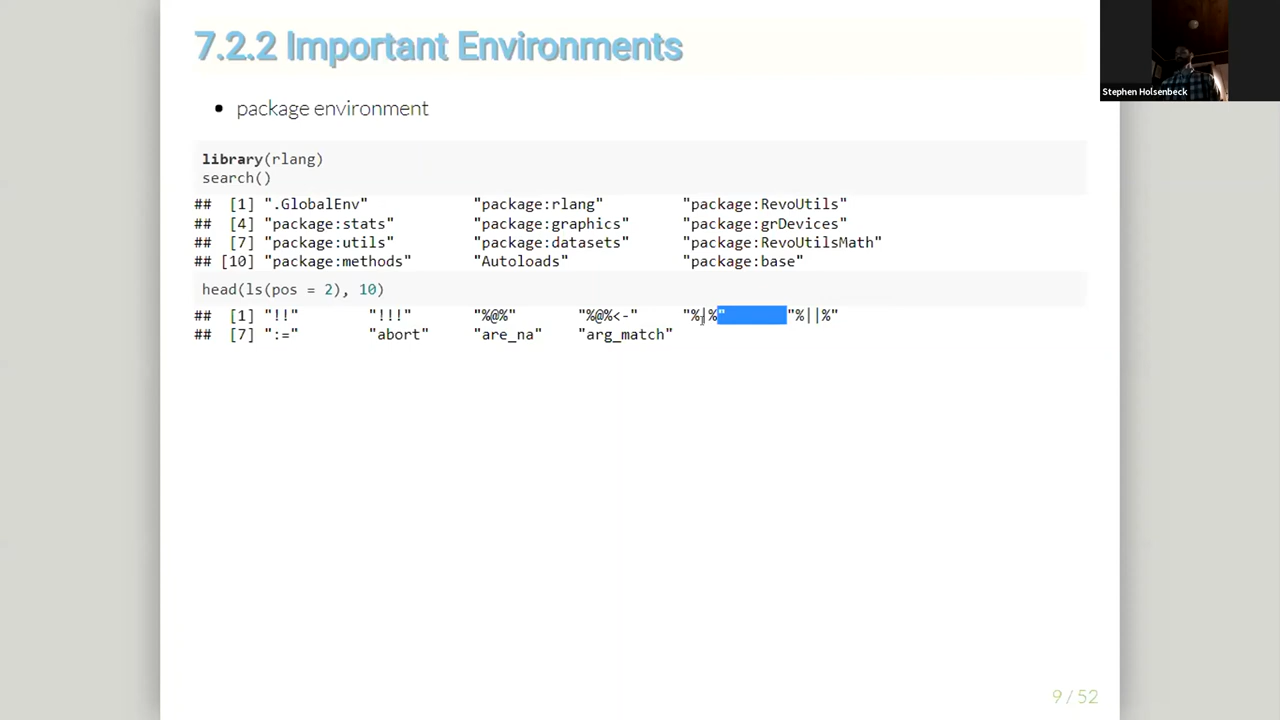 7.2.2 Important Environments
Stephen Holsenbeck
• package environment
library(rlang)
search()
##  [1] ".GlobalEnv"        "package:rlang"     "package:RevoUtils"
##  [4] "package:stats"     "package:graphics"  "package:grDevices"
##  [7] "package:utils"     "package:datasets"  "package:RevoUtilsMath"
## [10] "package:methods"   "Autoloads"         "package:base"
head(ls(pos = 2), 10)
##  [1] "!!"        "!!!"       "%@%"       "%@%<-"     "%|%"       "%||%"
##  [7] ":="        "abort"     "are_na"    "arg_match"
9 / 52